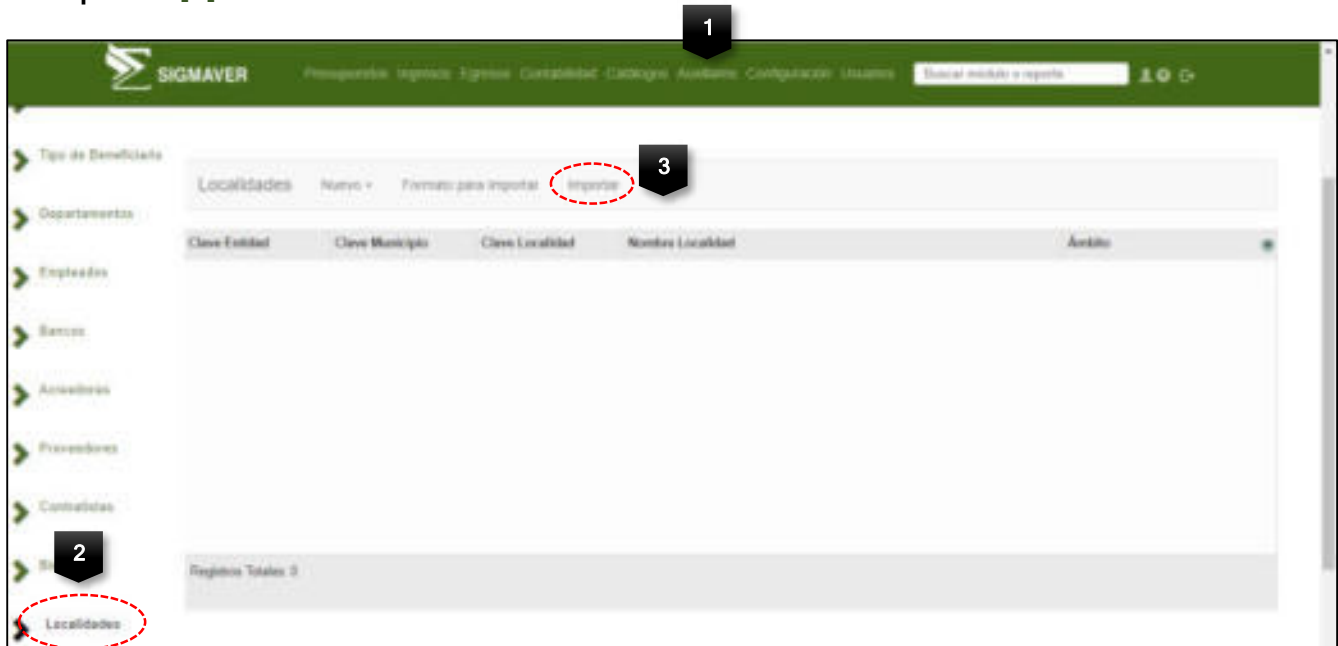 1
SIGMAVER Presupuestos Ingresos Egresos Contabilidad Catálogos Auxiliares Configuración Usuarios Buscar módulo o reporte
Tipo de Beneficiario
3
Localidades Nuevo Formato para importar Importar
Departamentos
Clave Entidad Clave Municipio Clave Localidad Nombre Localidad Ámbito
Empleados
Bancos
Acreedores
Proveedores
Contratistas
2
Registros Totales: 0
Localidades